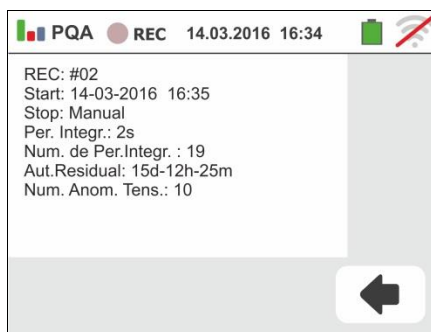 PQA REC 14.03.2016 16:34
REC: #02
Start: 14-03-2016 16:35
Stop: Manual
Per. Integr.: 2s
Num. de Per.Integr. : 19
Aut.Residual: 15d-12h-25m
Num. Anom. Tens.: 10